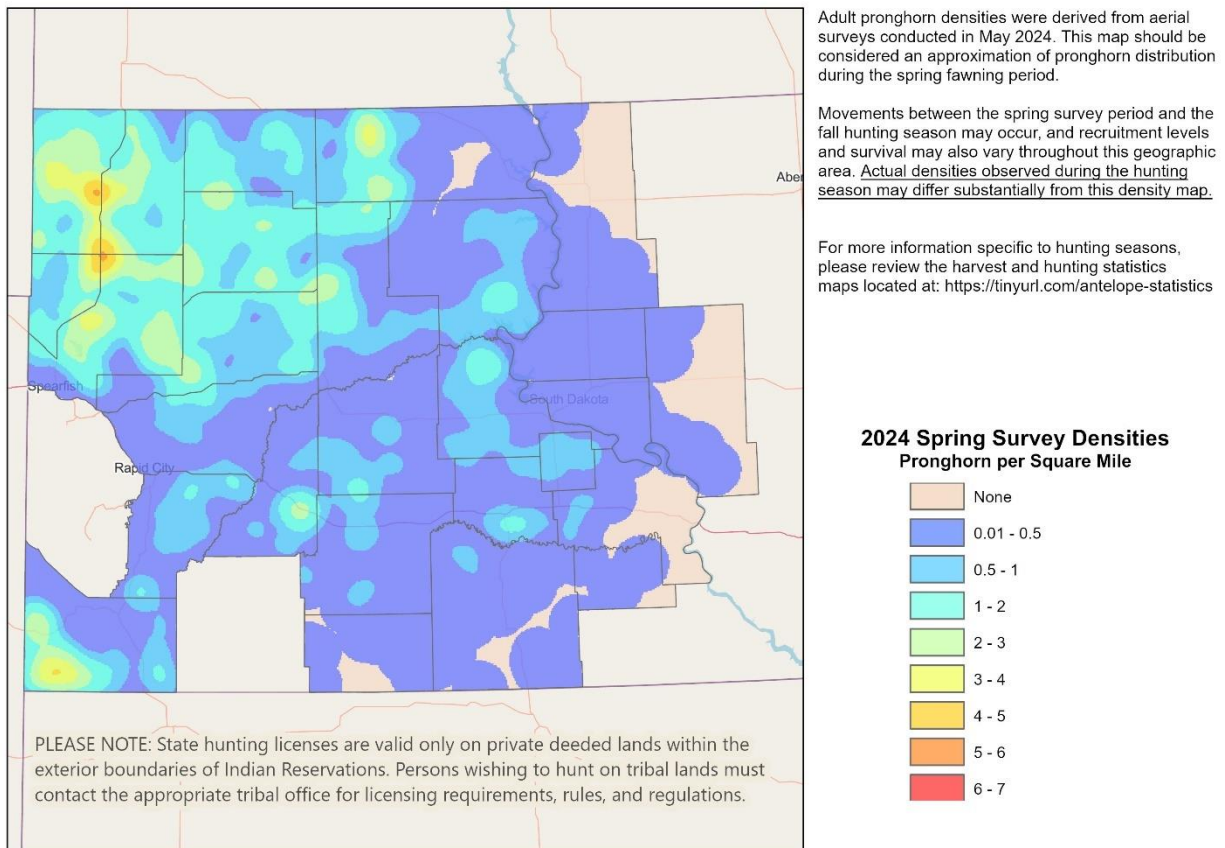 Adult pronghorn densities were derived from aerial
surveys conducted in May 2024. This map should be
considered an approximation of pronghorn distribution
during the spring fawning period.
Movements between the spring survey period and the
fall hunting season may occur, and recruitment levels
and survival may also vary throughout this geographic
area. Actual densities observed during the hunting
season may differ substantially from this density map.
For more information specific to hunting seasons,
please review the harvest and hunting statistics
maps located at: https://tinyurl.com/antelope-statistics
Aber
Spearfish
South Dakota
Rapid City
2024 Spring Survey Densities
Pronghorn per Square Mile
None
0.01 - 0.5
0.5 - 1
1 - 2
2 - 3
3 - 4
4 - 5
5 - 6
6 - 7
PLEASE NOTE: State hunting licenses are valid only on private deeded lands within the
exterior boundaries of Indian Reservations. Persons wishing to hunt on tribal lands must
contact the appropriate tribal office for licensing requirements, rules, and regulations.